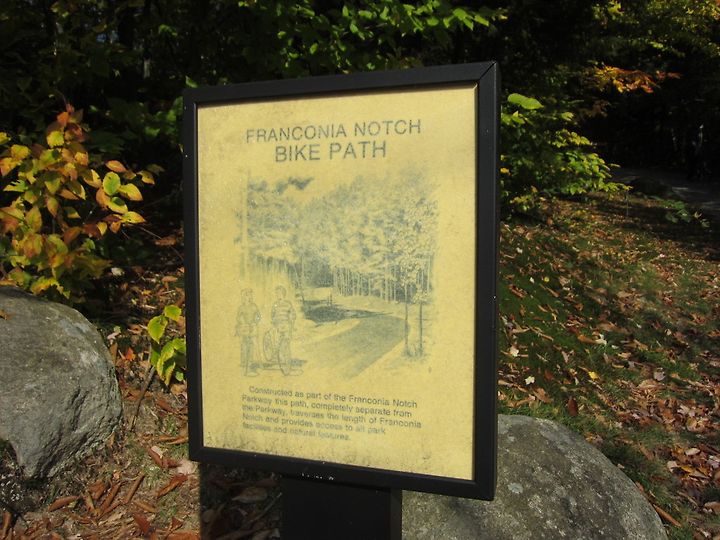 FRANCONIA NOTCH
BIKE PATH
Constructed as part of the Franconia Notch
Parkway this path, completely separate from
the Parkway, traverses the length of Franconia
Notch and provides access to all park
facilities and natural features.